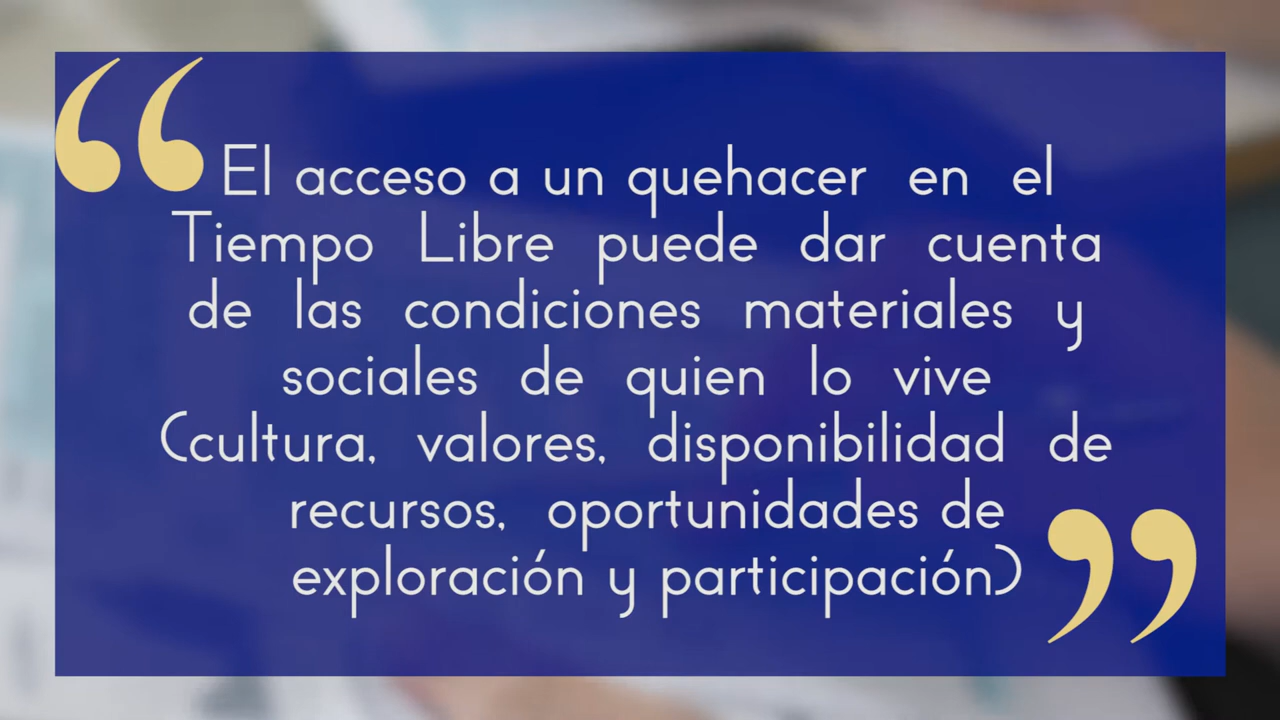 “El acceso a un quehacer en el
Tiempo Libre puede dar cuenta
de las condiciones materiales y
sociales de quien lo vive
(cultura, valores, disponibilidad de
recursos, oportunidades de
exploración y participación)”